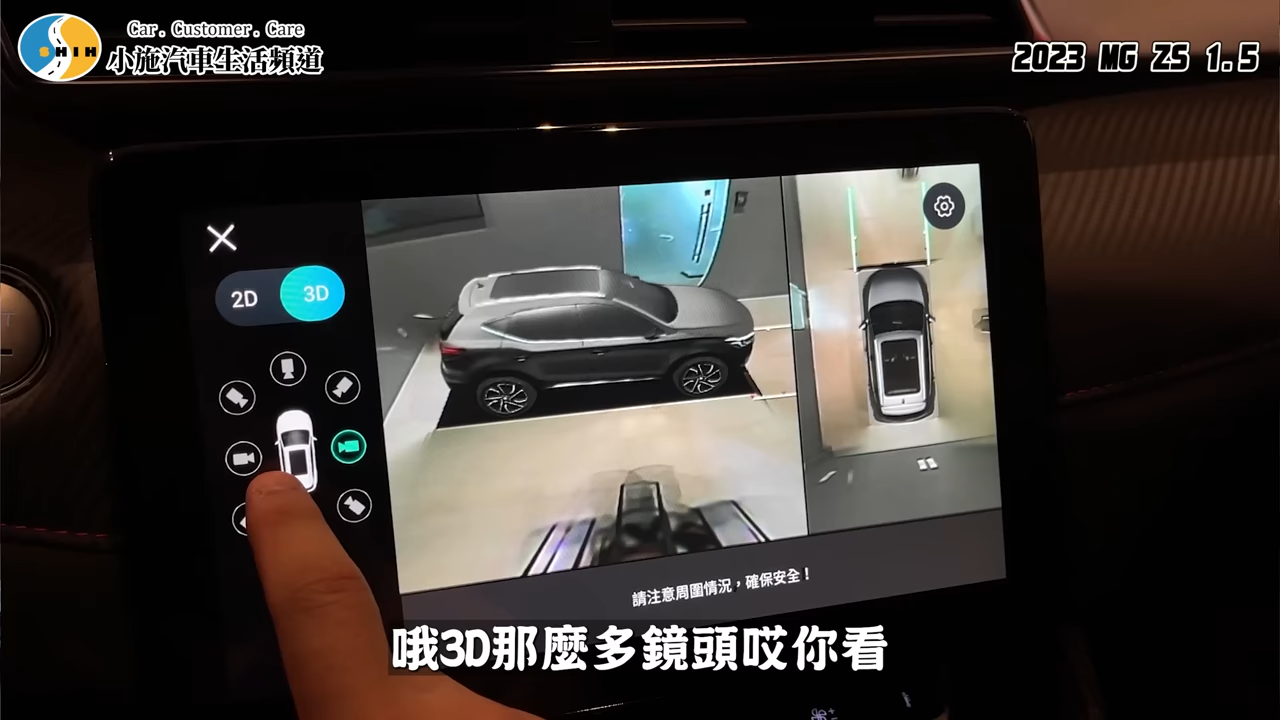 SHIH
Car. Customer. Care
小施汽車生活頻道
2023 MG ZS 1.5
2D
3D
請注意周圍情況，確保安全！
哦3D那麼多鏡頭哎你看